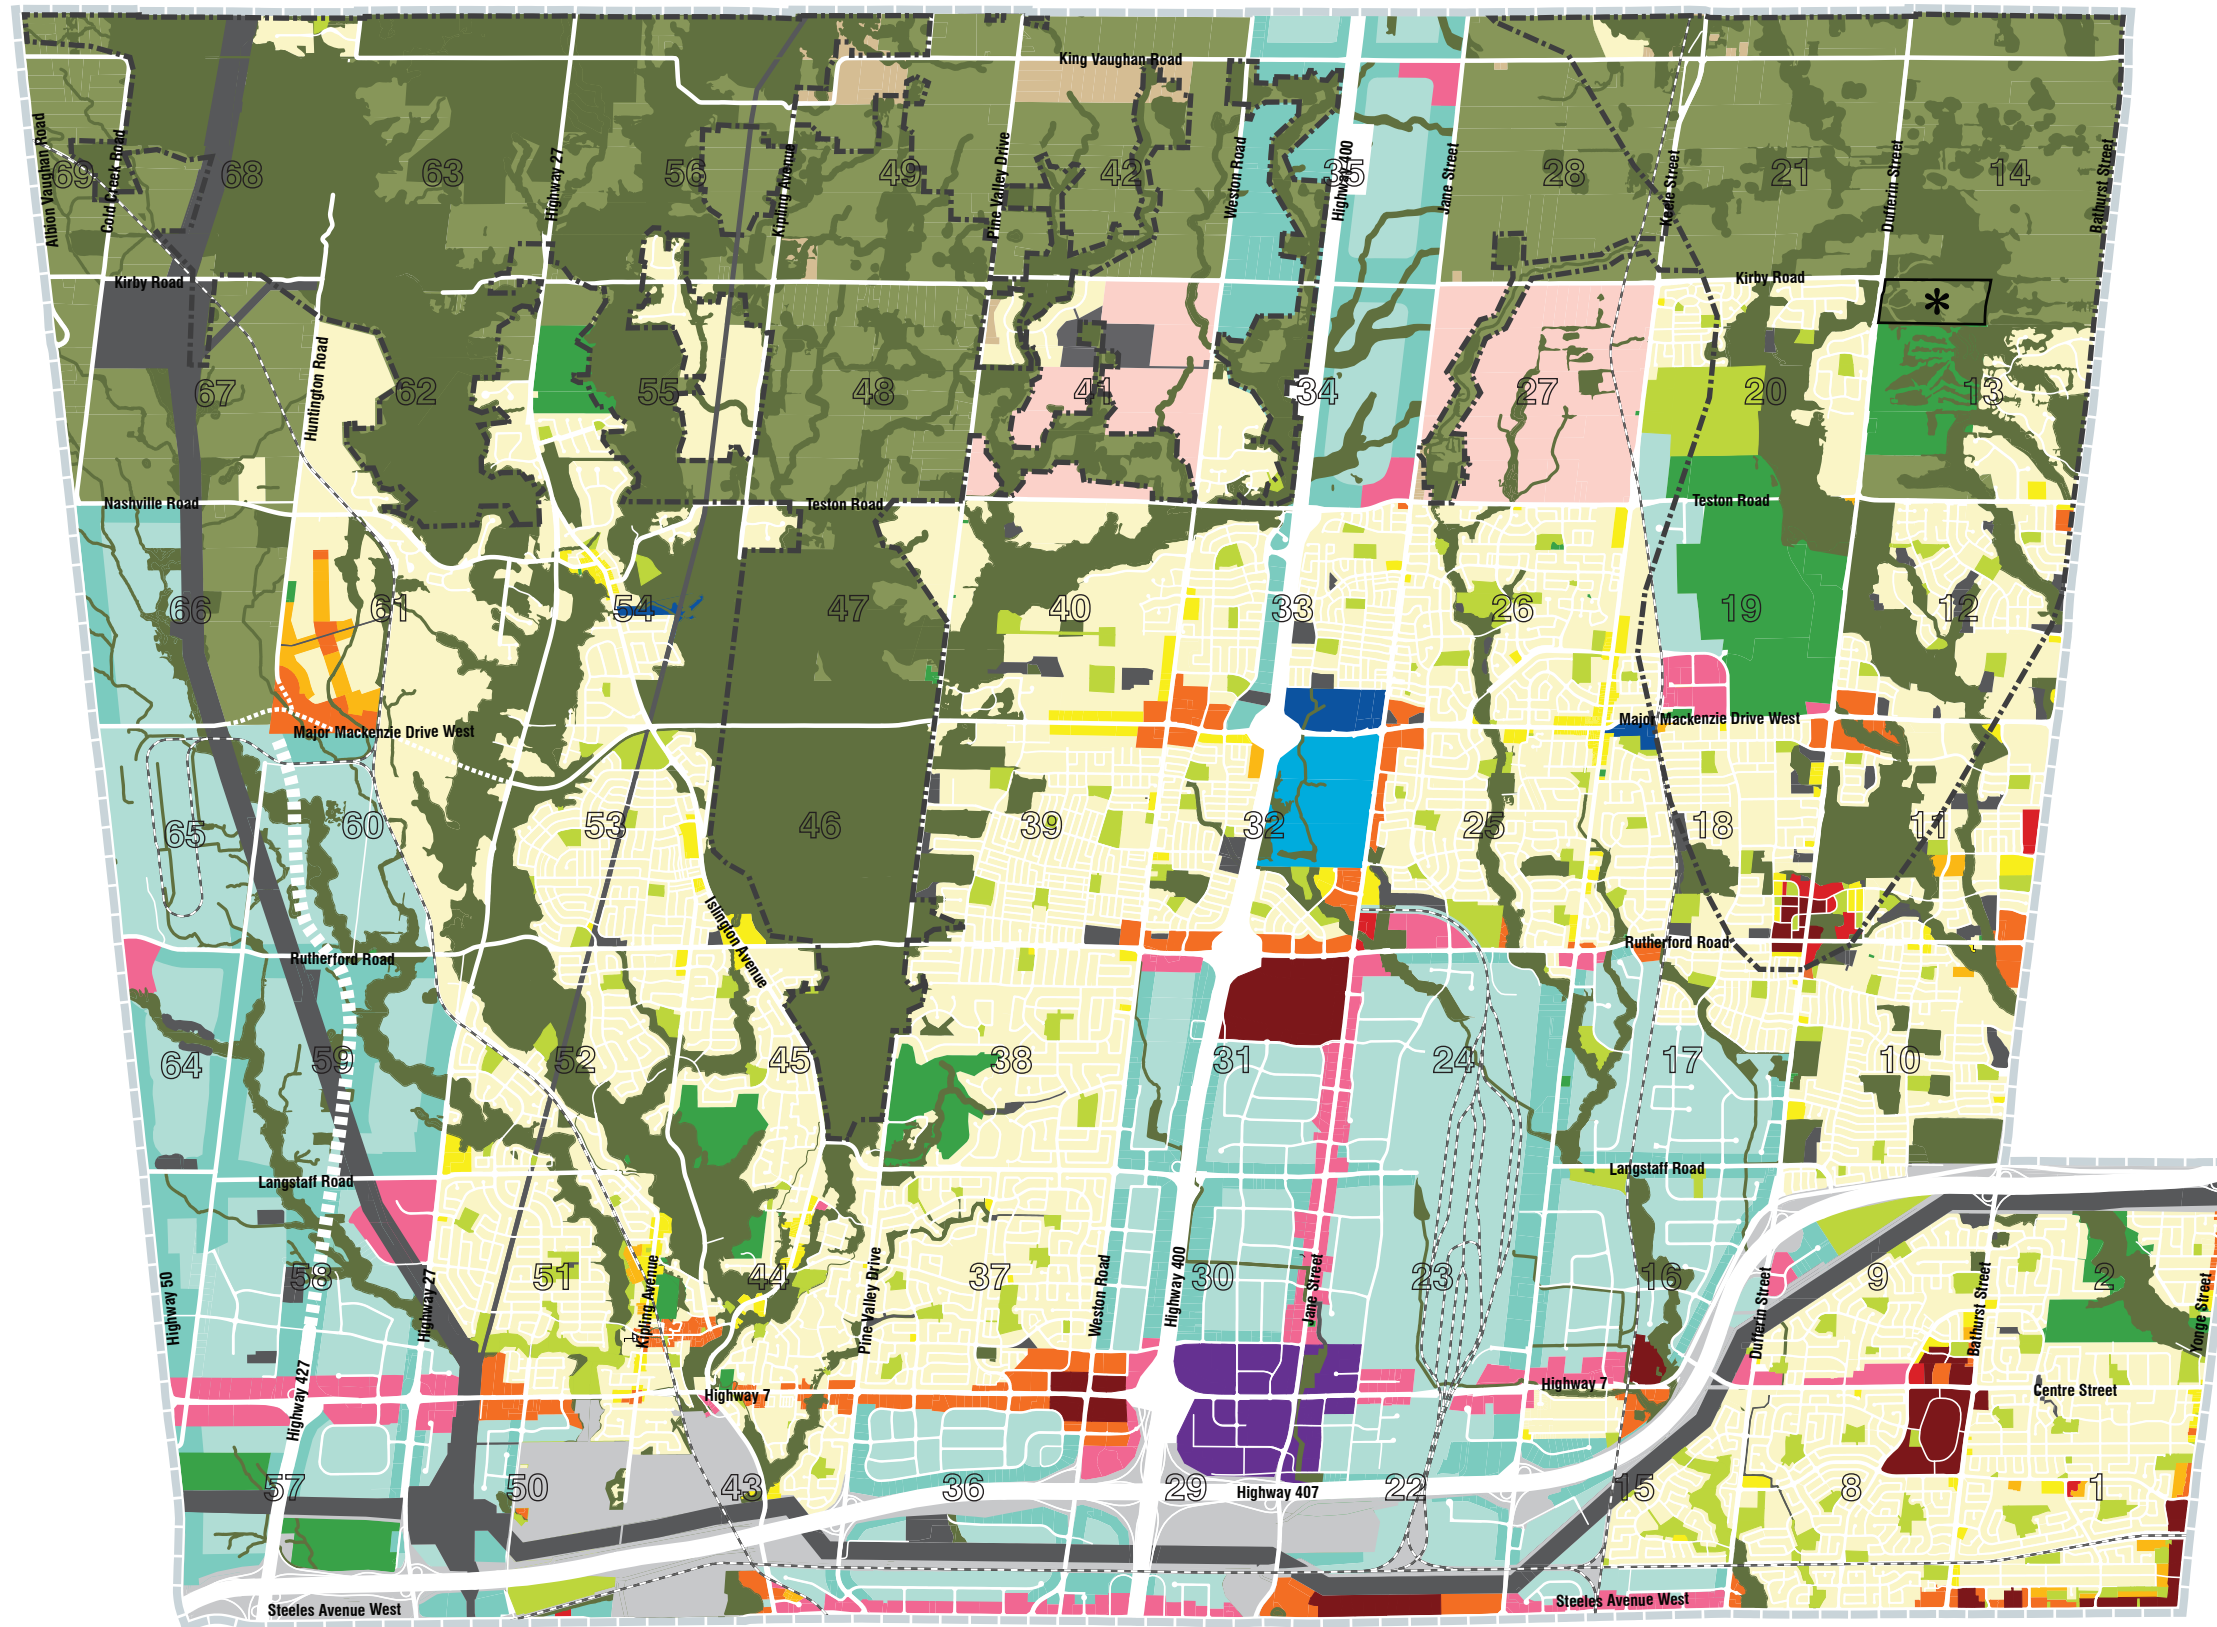 King Vaughan Road
69
68
63
56
49
42
35
28
21
14
Albion Vaughan Road
Cold Creek Road
Highway 27
Kipling Avenue
Pine Valley Drive
Weston Road
Highway 400
Jane Street
Keele Street
Dufferin Street
Bathurst Street
Kirby Road
Kirby Road
*
67
62
55
48
41
34
27
20
13
Huntington Road
Nashville Road
Teston Road
Teston Road
66
61
54
47
40
33
26
19
12
Major Mackenzie Drive West
Major Mackenzie Drive West
65
60
53
46
39
32
25
18
11
Islington Avenue
Rutherford Road
Rutherford Road
64
59
52
45
38
31
24
17
10
Langstaff Road
Langstaff Road
58
51
44
37
30
23
16
9
2
Highway 50
Highway 427
Highway 27
Kipling Avenue
Pine Valley Drive
Weston Road
Highway 400
Jane Street
Dufferin Street
Bathurst Street
Yonge Street
Highway 7
Highway 7
Centre Street
57
50
43
36
29
22
15
8
1
Highway 407
Steeles Avenue West
Steeles Avenue West